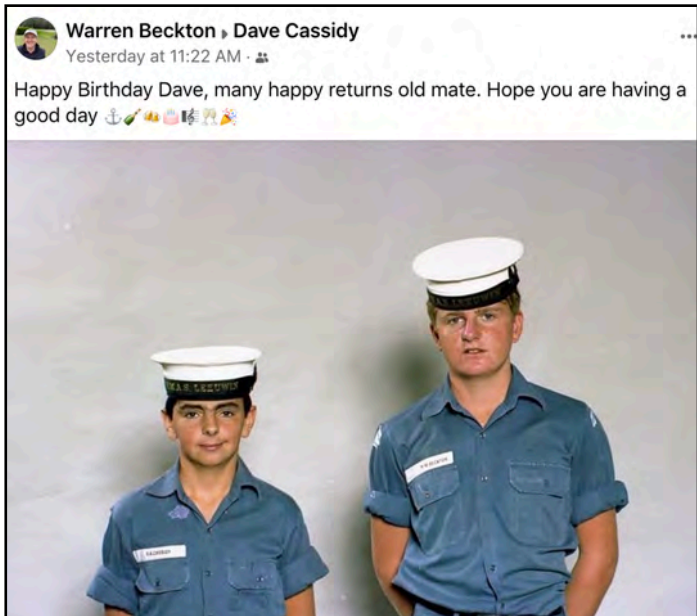 Warren Beckton ▸ Dave Cassidy
Yesterday at 11:22 AM ·
Happy Birthday Dave, many happy returns old mate. Hope you are having a
good day ⚓🍾🍻🎂🎼🥂🎉
H.M.A.S. LEEUWIN